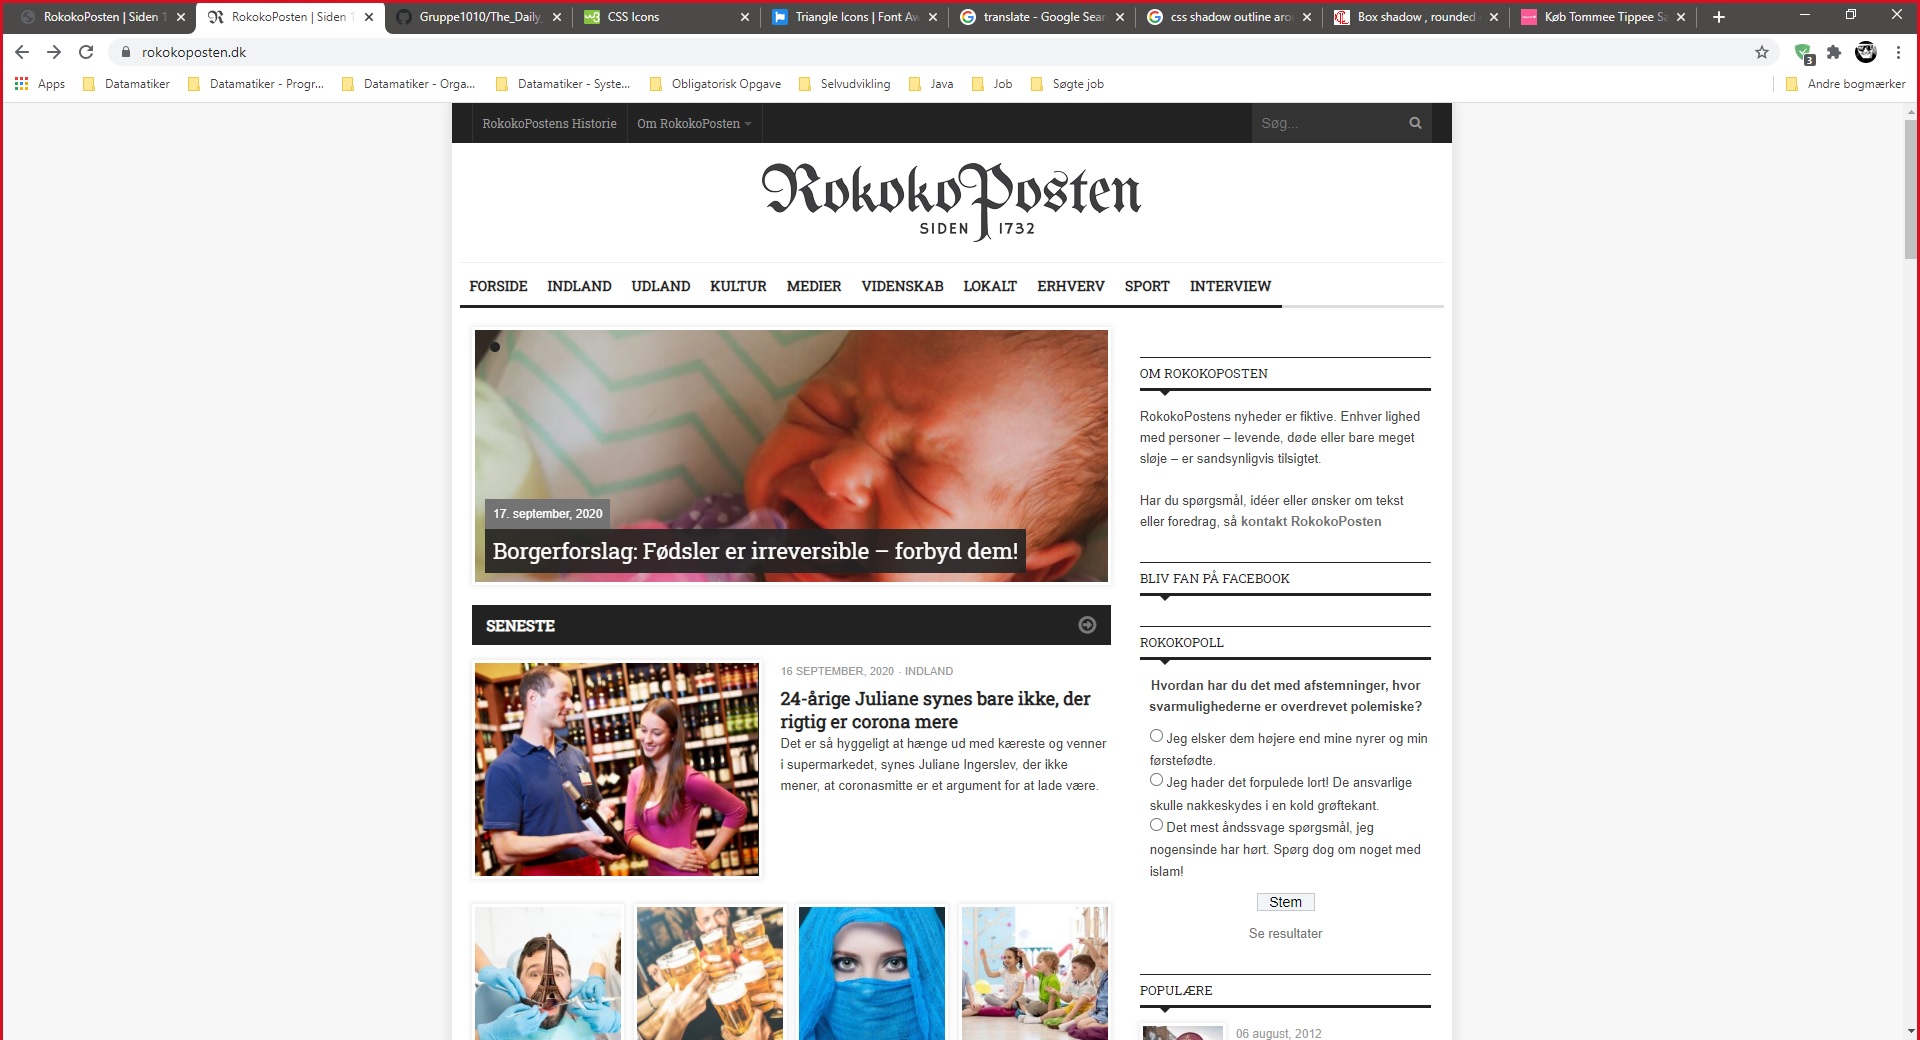 RokokoPosten | Siden 1
RokokoPosten | Siden 1
Gruppe1010/The_Daily
CSS Icons
Triangle Icons | Font Aw
translate - Google Sear
css shadow outline aro
Box shadow , rounded
Køb Tommee Tippee Sa
rokokoposten.dk
3
Apps
Datamatiker
Datamatiker - Progr...
Datamatiker - Orga...
Datamatiker - Syste...
Obligatorisk Opgave
Selvudvikling
Java
Job
Søgte job
Andre bogmærker
RokokoPostens Historie
Om RokokoPosten
Søg...
RokokoPosten
SIDEN 1732
FORSIDE INDLAND UDLAND KULTUR MEDIER VIDENSKAB LOKALT ERHVERV SPORT INTERVIEW
17. september, 2020
Borgerforslag: Fødsler er irreversible – forbyd dem!
SENESTE
16 SEPTEMBER, 2020 - INDLAND
24-årige Juliane synes bare ikke, der
rigtig er corona mere
Det er så hyggeligt at hænge ud med kæreste og venner
i supermarkedet, synes Juliane Ingerslev, der ikke
mener, at coronasmitte er et argument for at lade være.
OM ROKOKOPOSTEN
RokokoPostens nyheder er fiktive. Enhver lighed
med personer – levende, døde eller bare meget
sløje – er sandsynligvis tilsigtet.
Har du spørgsmål, idéer eller ønsker om tekst
eller foredrag, så kontakt RokokoPosten
BLIV FAN PÅ FACEBOOK
ROKOKOPOLL
Hvordan har du det med afstemninger, hvor
svarmulighederne er overdrevet polemiske?
Jeg elsker dem højere end mine nyrer og min
førstefødte.
Jeg hader det forpulede lort! De ansvarlige
skulle nakkeskydes i en kold grøftekant.
Det mest åndssvage spørgsmål, jeg
nogensinde har hørt. Spørg dog om noget med
islam!
Stem
Se resultater
POPULÆRE
06 august, 2012